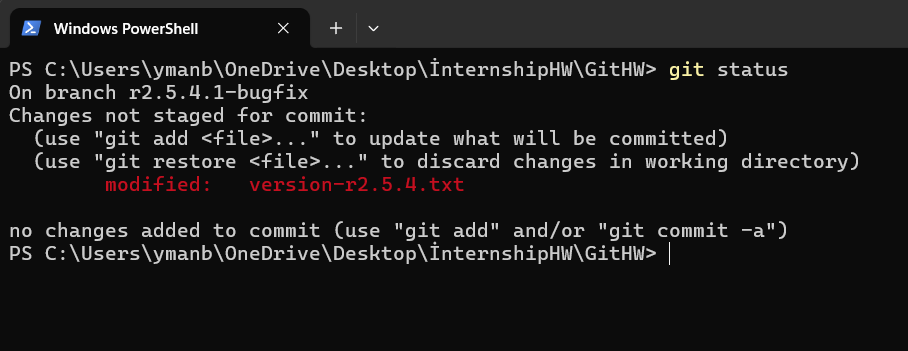 Windows PowerShell
PS C:\Users\ymanb\OneDrive\Desktop\İnternshipHW\GitHW> git status
On branch r2.5.4.1-bugfix
Changes not staged for commit:
  (use "git add <file>..." to update what will be committed)
  (use "git restore <file>..." to discard changes in working directory)
        modified:   version-r2.5.4.txt

no changes added to commit (use "git add" and/or "git commit -a")
PS C:\Users\ymanb\OneDrive\Desktop\İnternshipHW\GitHW>